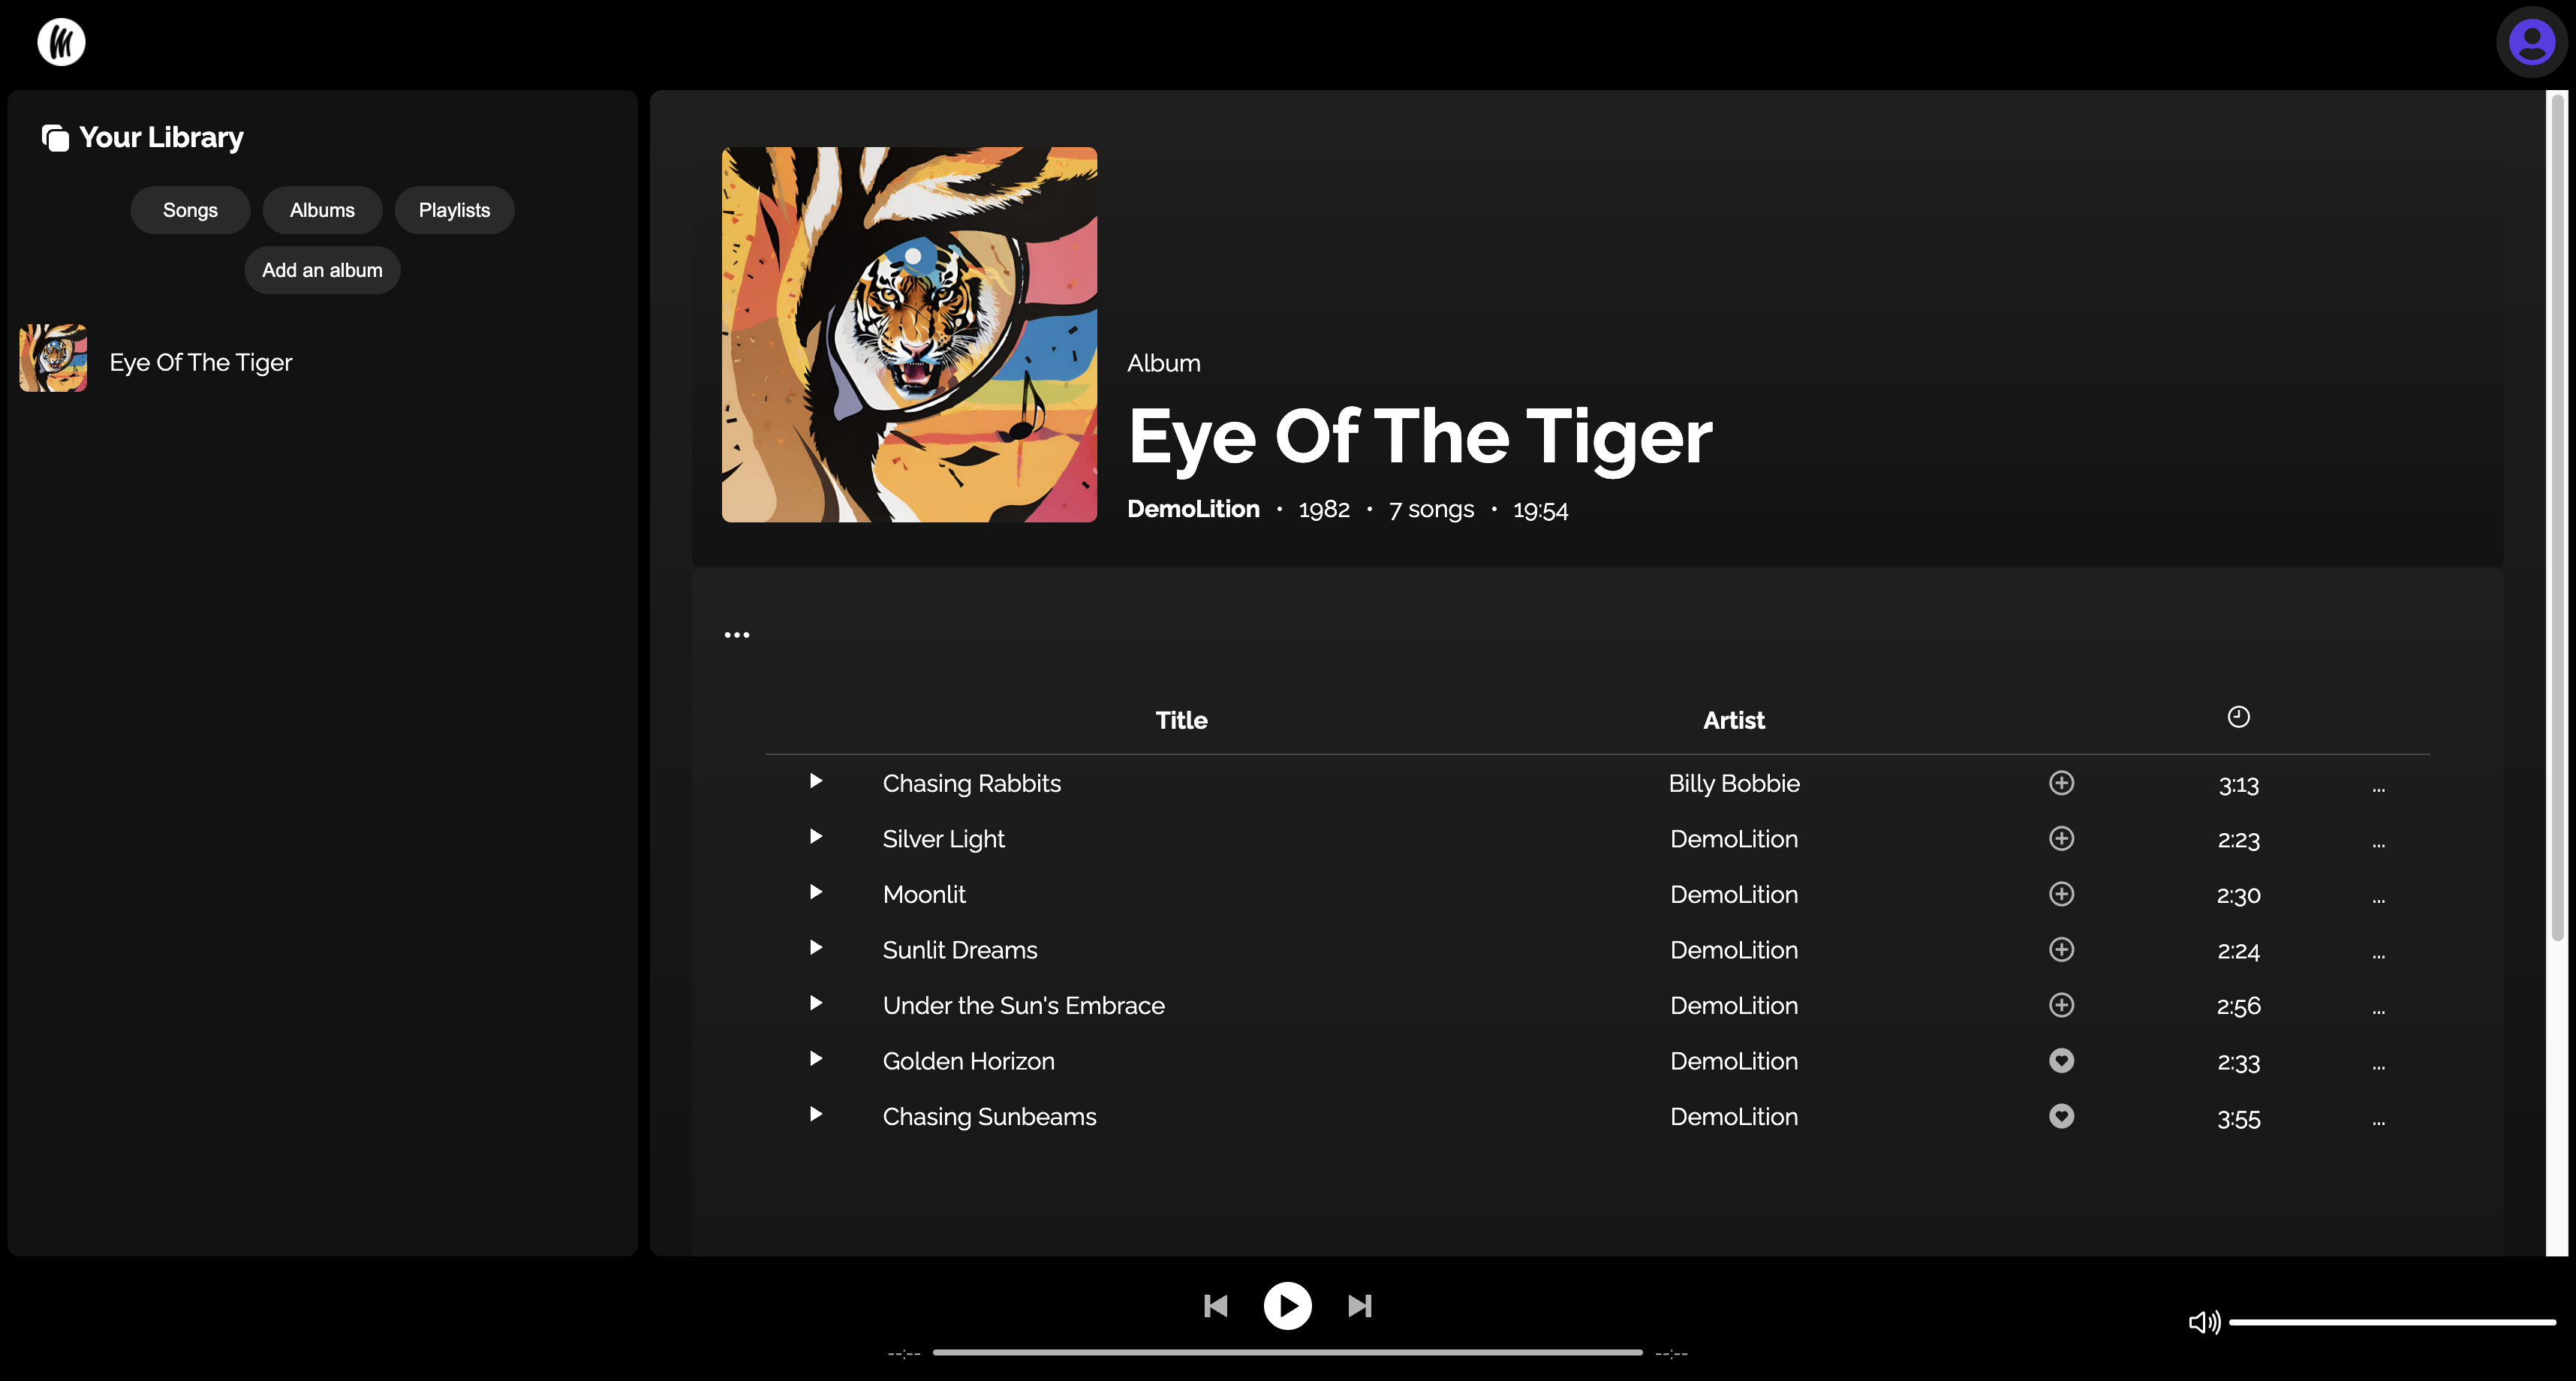 Your Library
Songs Albums Playlists
Add an album
Eye Of The Tiger
Album
Eye Of The Tiger
DemoLition • 1982 • 7 songs • 19:54
...
Title Artist
Chasing Rabbits Billy Bobbie 3:13 ...
Silver Light DemoLition 2:23 ...
Moonlit DemoLition 2:30 ...
Sunlit Dreams DemoLition 2:24 ...
Under the Sun's Embrace DemoLition 2:56 ...
Golden Horizon DemoLition 2:33 ...
Chasing Sunbeams DemoLition 3:55 ...
--:-- --:--